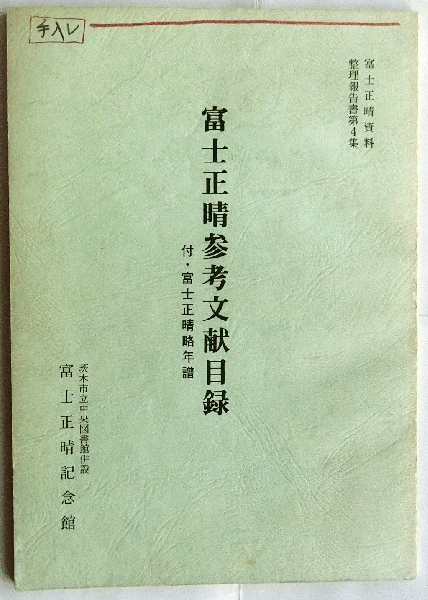 手入レ
富士正晴資料
整理報告書第4集
富士正晴参考文献目録
付・富士正晴略年譜
茨木市立中央図書館併設
富士正晴記念館